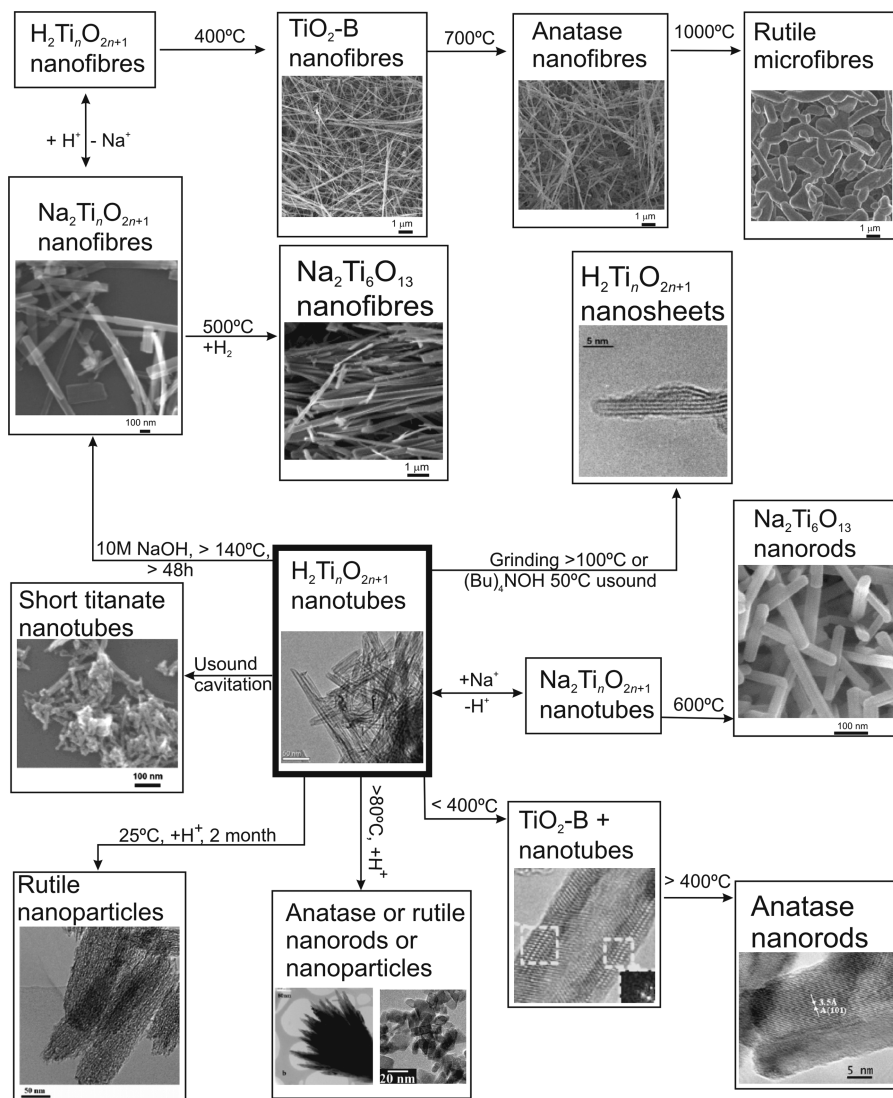 H₂TiₙO₂ₙ₊₁
nanofibres
400ºC
TiO₂-B
nanofibres
1 μm
700ºC
Anatase
nanofibres
1 μm
1000ºC
Rutile
microfibres
1 μm
+ H⁺ - Na⁺
Na₂TiₙO₂ₙ₊₁
nanofibres
100 nm
500ºC
+H₂
Na₂Ti₆O₁₃
nanofibres
1 μm
H₂TiₙO₂ₙ₊₁
nanosheets
5 nm
10M NaOH, > 140ºC,
> 48h
H₂TiₙO₂ₙ₊₁
nanotubes
50 nm
Grinding >100ºC or
(Bu)₄NOH 50ºC usound
Na₂Ti₆O₁₃
nanorods
100 nm
Short titanate
nanotubes
100 nm
Usound
cavitation
+Na⁺
-H⁺
Na₂TiₙO₂ₙ₊₁
nanotubes
600ºC
25ºC, +H⁺, 2 month
>80ºC, +H⁺
< 400ºC
TiO₂-B +
nanotubes
> 400ºC
Rutile
nanoparticles
50 nm
Anatase or rutile
nanorods or
nanoparticles
b
20 nm
Anatase
nanorods
3.5Å
A(101)
5 nm